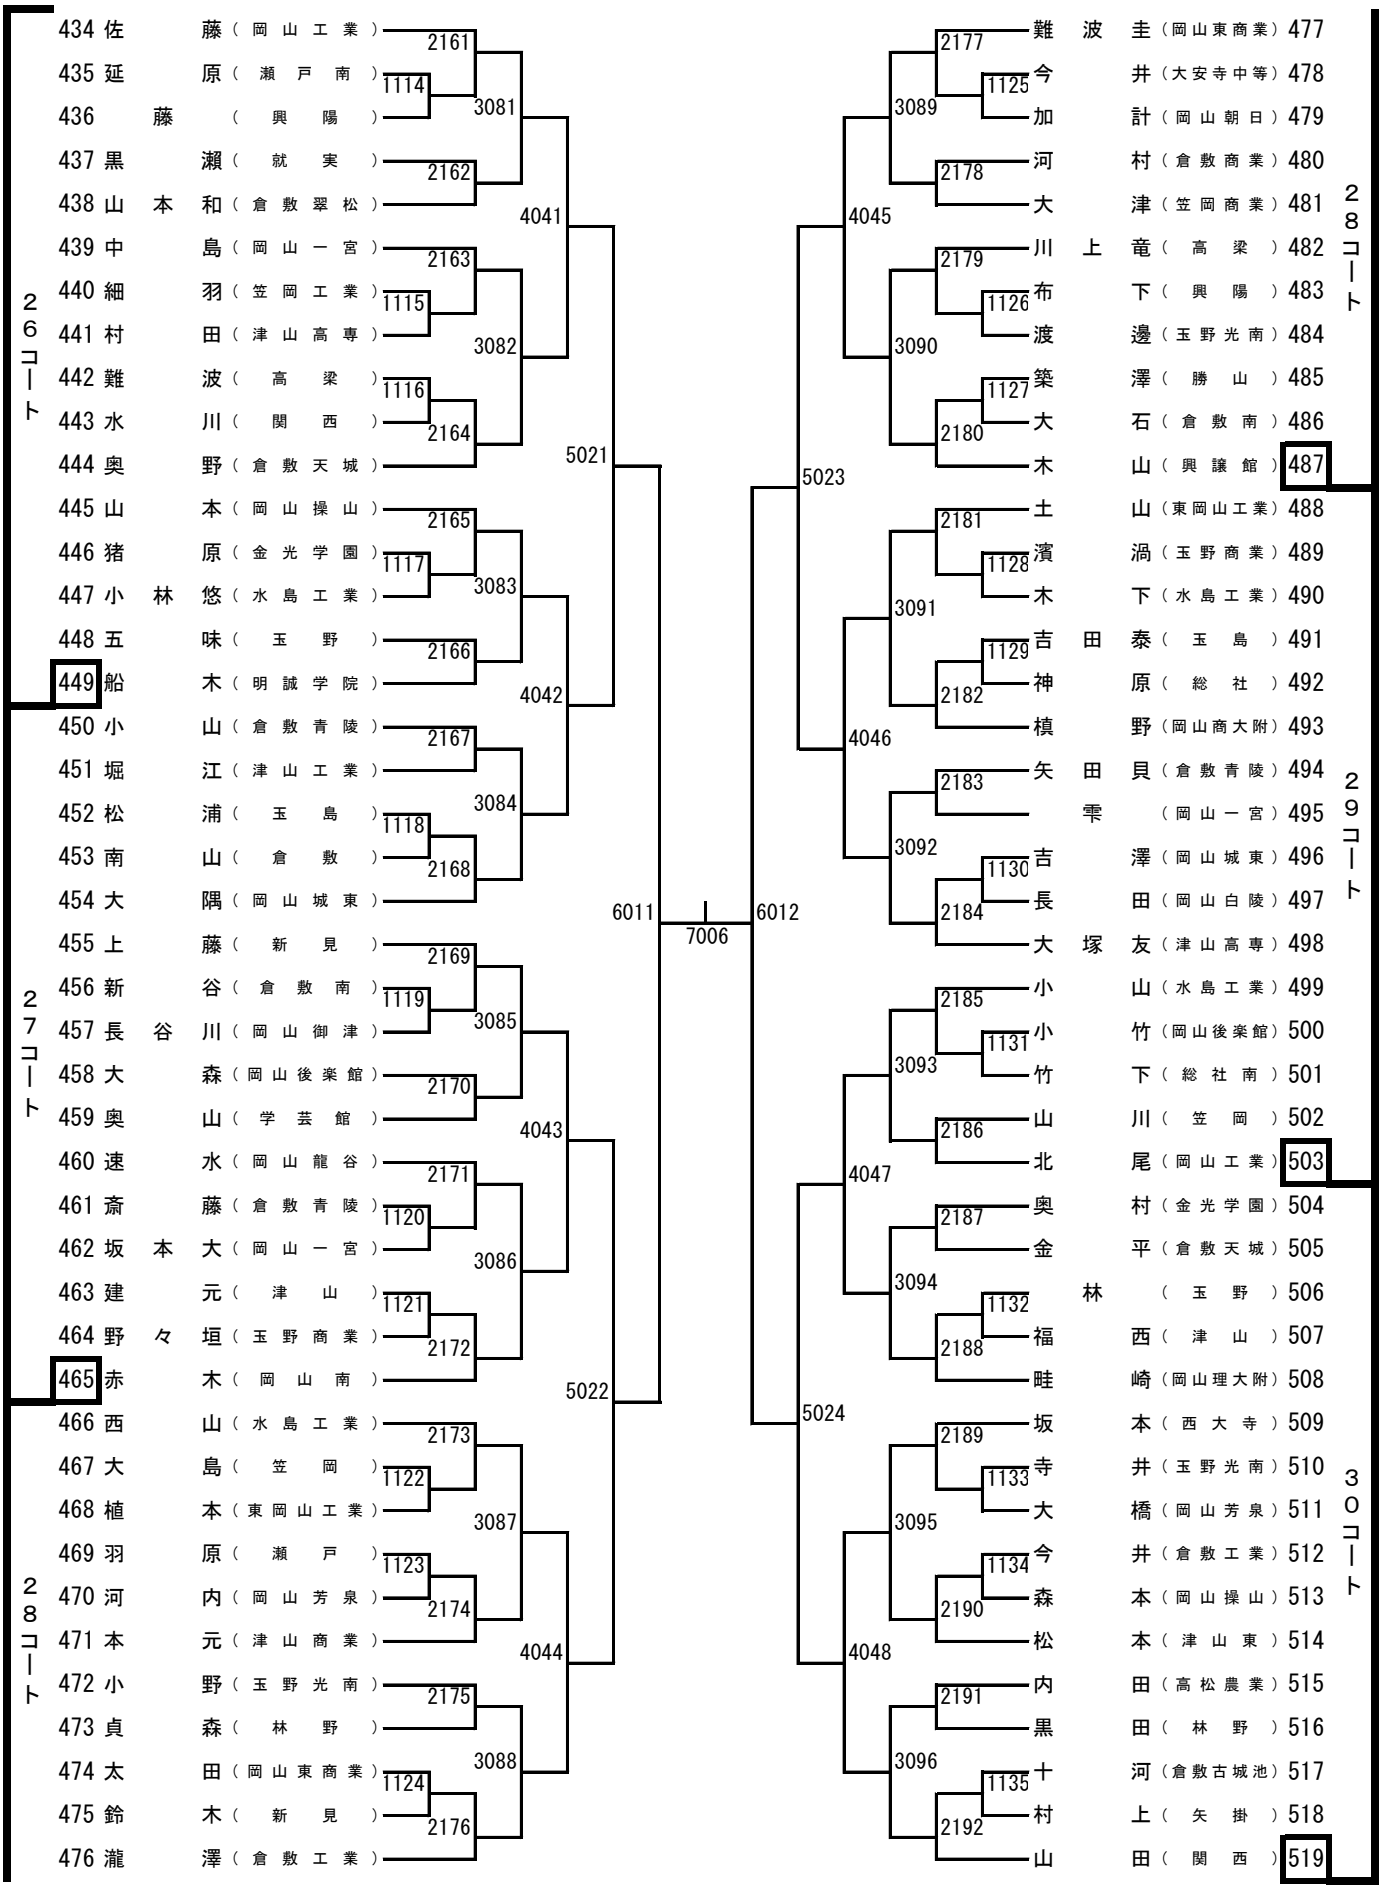 434 佐藤(岡山工業)
435 延原(瀬戸南)
436 藤(興陽)
437 黒瀬(就実)
438 山本和(倉敷翠松)
439 中島(岡山一宮)
440 細羽(笠岡工業)
441 村田(津山高専)
442 難波(高梁)
443 水川(関西)
444 奥野(倉敷天城)
445 山本(岡山操山)
446 猪原(金光学園)
447 小林悠(水島工業)
448 五味(玉野)
449 船木(明誠学院)
450 小山(倉敷青陵)
451 堀江(津山工業)
452 松浦(玉島)
453 南山(倉敷)
454 大隅(岡山城東)
455 上藤(新見)
456 新谷(倉敷南)
457 長谷川(岡山御津)
458 大森(岡山後楽館)
459 奥山(学芸館)
460 速水(岡山龍谷)
461 斎藤(倉敷青陵)
462 坂本大(岡山一宮)
463 建元(津山)
464 野々垣(玉野商業)
465 赤木(岡山南)
466 西山(水島工業)
467 大島(笠岡)
468 植本(東岡山工業)
469 羽原(瀬戸)
470 河内(岡山芳泉)
471 本元(津山商業)
472 小野(玉野光南)
473 貞森(林野)
474 太田(岡山東商業)
475 鈴木(新見)
476 瀧澤(倉敷工業)
26コート
27コート
28コート
1114
1115
1116
1117
1118
1119
1120
1121
1122
1123
1124
2161
2162
2163
2164
2165
2166
2167
2168
2169
2170
2171
2172
2173
2174
2175
2176
3081
3082
3083
3084
3085
3086
3087
3088
4041
4042
4043
4044
5021
5022
6011
7006
6012
5023
5024
4045
4046
4047
4048
3089
3090
3091
3092
3093
3094
3095
3096
2177
2178
2179
2180
2181
2182
2183
2184
2185
2186
2187
2188
2189
2190
2191
2192
1125
1126
1127
1128
1129
1130
1131
1132
1133
1134
1135
難波圭(岡山東商業) 477
今井(大安寺中等) 478
加計(岡山朝日) 479
河村(倉敷商業) 480
大津(笠岡商業) 481
川上竜(高梁) 482
布下(興陽) 483
渡邊(玉野光南) 484
築澤(勝山) 485
大石(倉敷南) 486
木山(興譲館) 487
土山(東岡山工業) 488
濱渦(玉野商業) 489
木下(水島工業) 490
吉田泰(玉島) 491
神原(総社) 492
槙野(岡山商大附) 493
矢田貝(倉敷青陵) 494
雫(岡山一宮) 495
吉澤(岡山城東) 496
長田(岡山白陵) 497
大塚友(津山高専) 498
小山(水島工業) 499
小竹(岡山後楽館) 500
竹下(総社南) 501
山川(笠岡) 502
北尾(岡山工業) 503
奥村(金光学園) 504
金平(倉敷天城) 505
林(玉野) 506
福西(津山) 507
畦崎(岡山理大附) 508
坂本(西大寺) 509
寺井(玉野光南) 510
大橋(岡山芳泉) 511
今井(倉敷工業) 512
森本(岡山操山) 513
松本(津山東) 514
内田(高松農業) 515
黒田(林野) 516
十河(倉敷古城池) 517
村上(矢掛) 518
山田(関西) 519
28コート
29コート
30コート